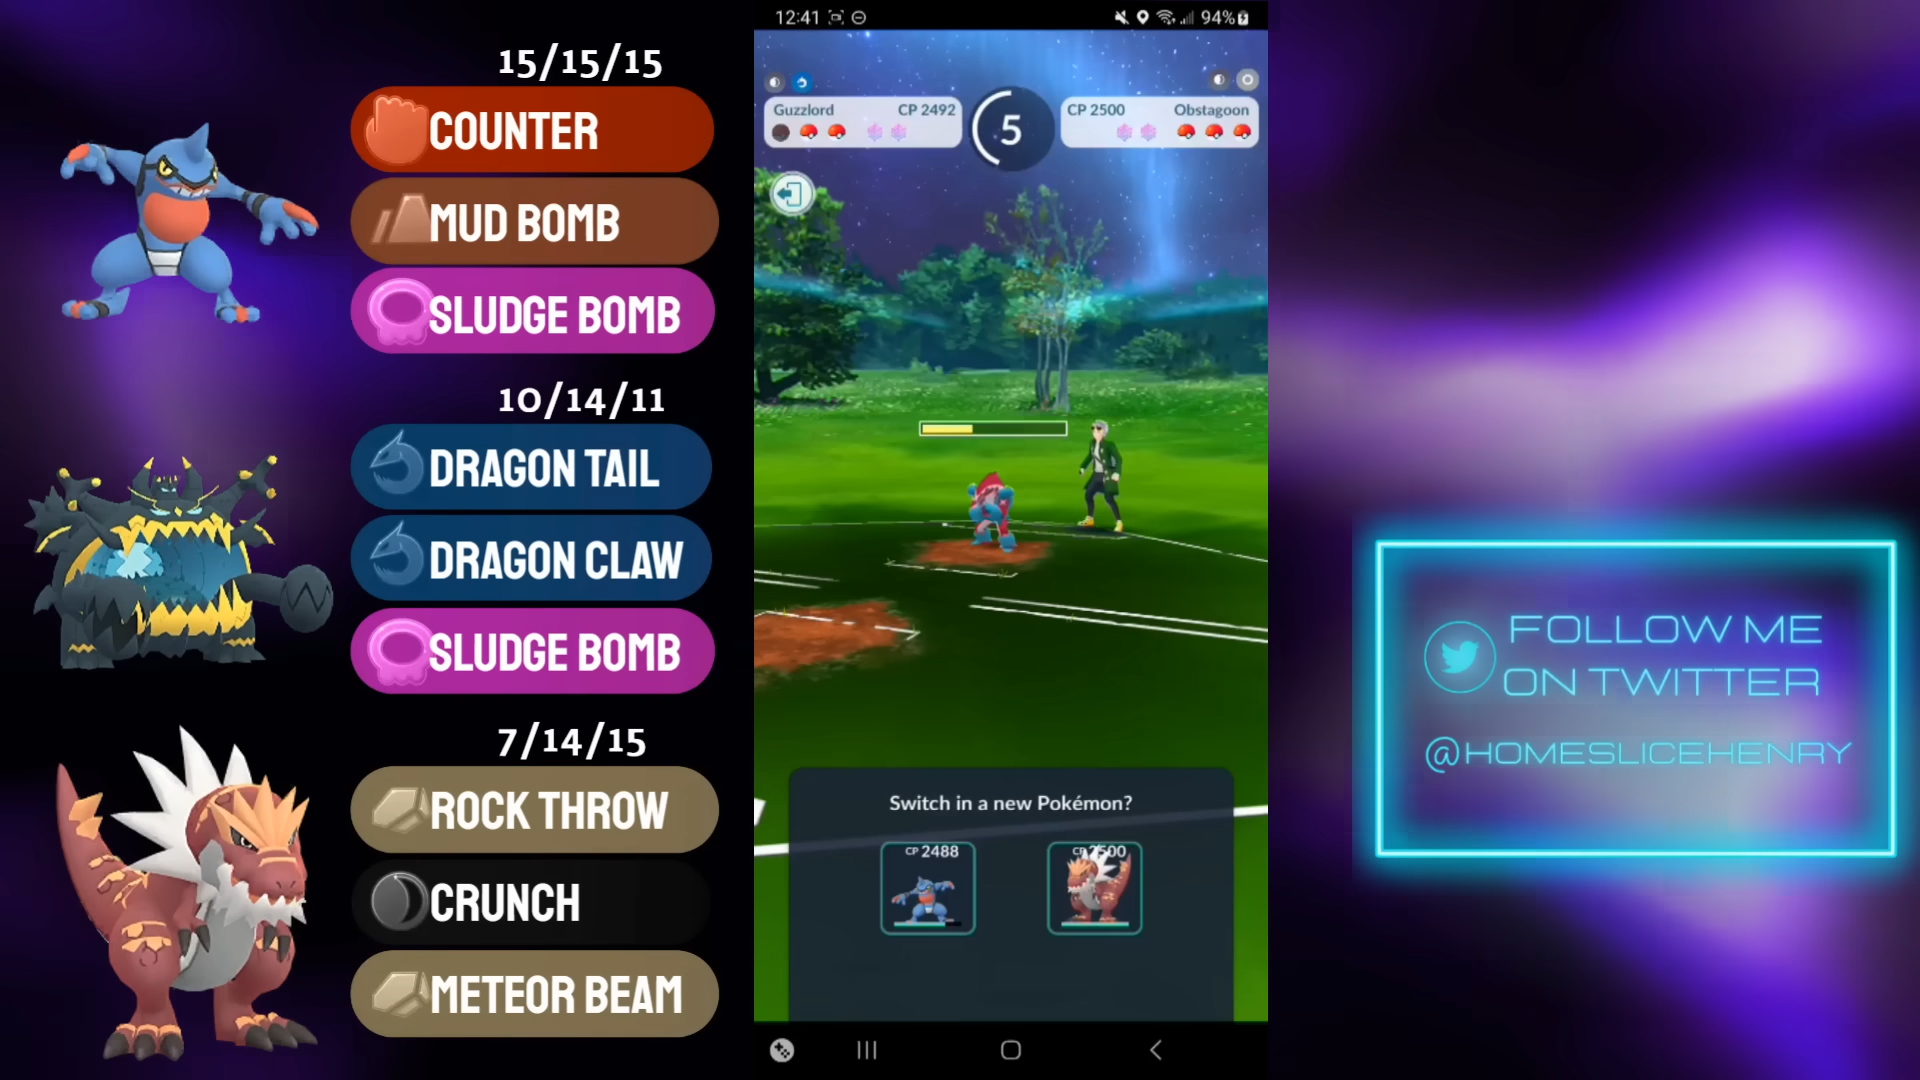 15/15/15
COUNTER
MUD BOMB
SLUDGE BOMB
10/14/11
DRAGON TAIL
DRAGON CLAW
SLUDGE BOMB
7/14/15
ROCK THROW
CRUNCH
METEOR BEAM
12:41
94%
Guzzlord CP 2492
5
CP 2500 Obstagoon
Switch in a new Pokémon?
CP 2488
CP 2500
FOLLOW ME
ON TWITTER
@HOMESLICEHENRY